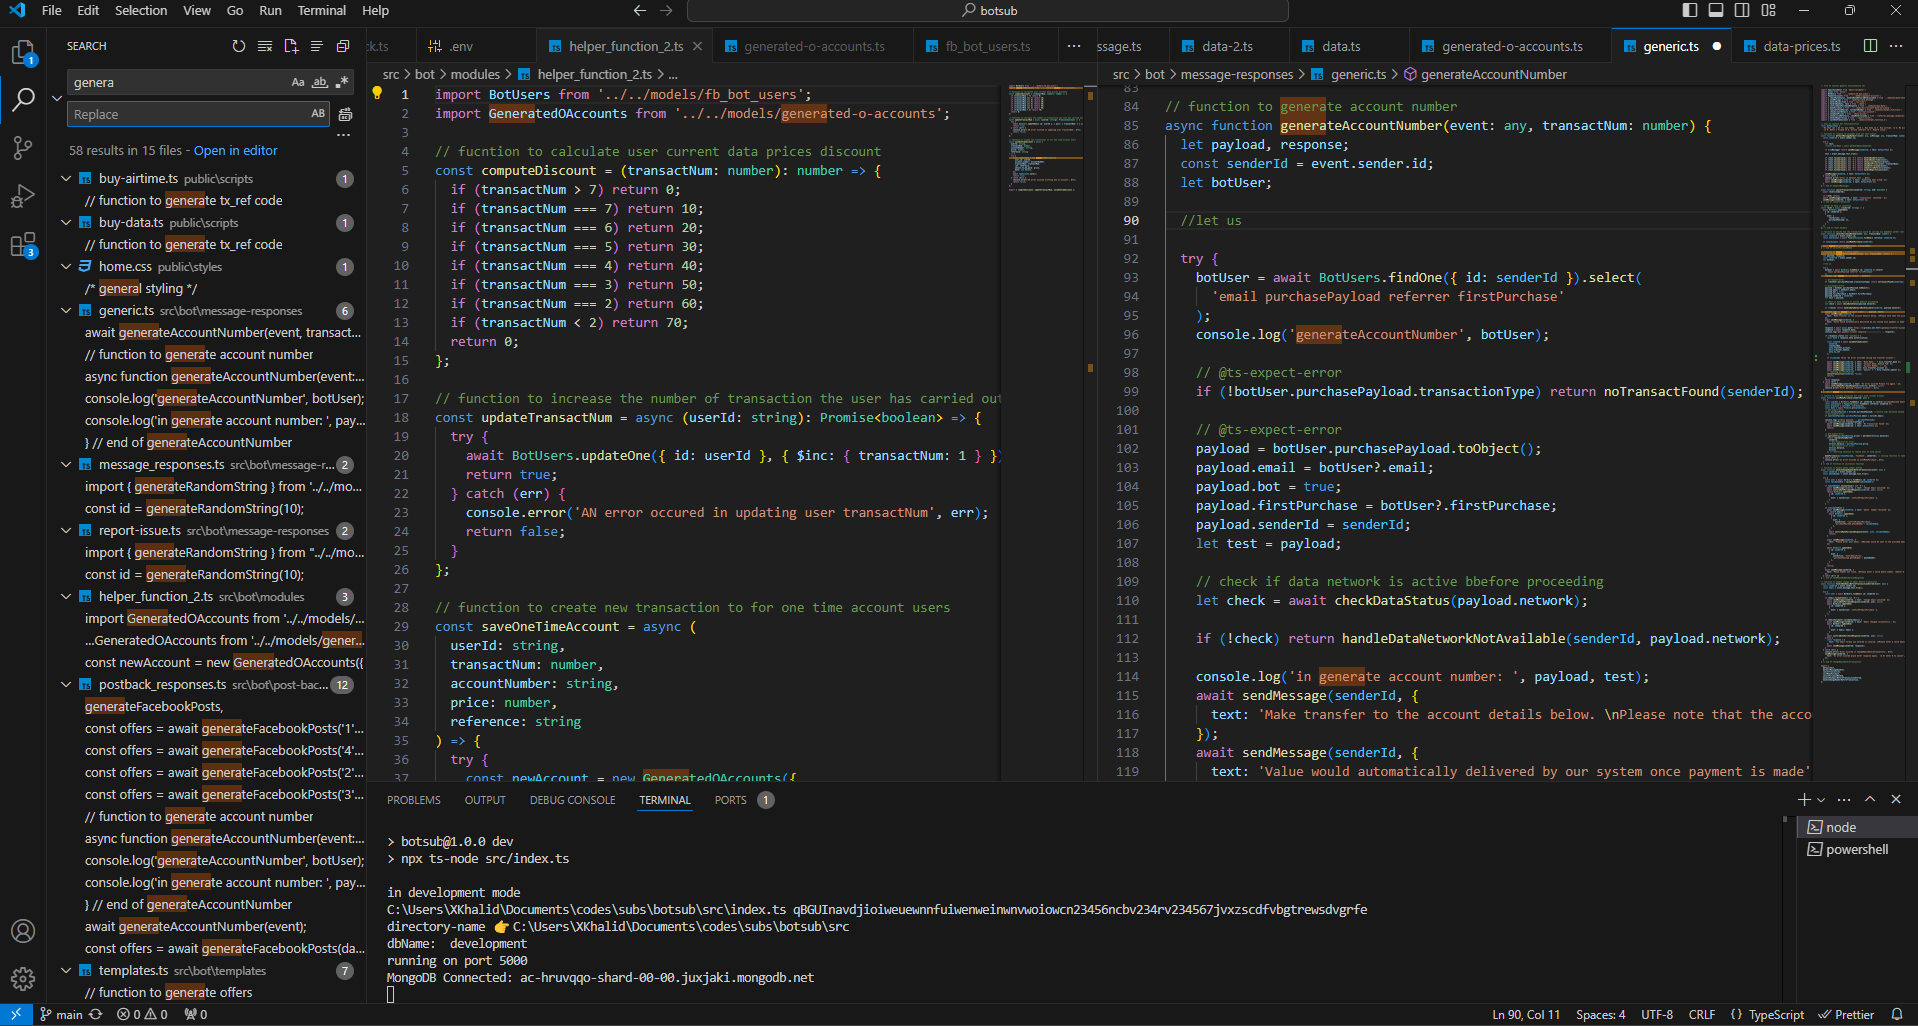 File Edit Selection View Go Run Terminal Help
botsub
SEARCH
genera
Aa ab .*
Replace
AB
58 results in 15 files - Open in editor
buy-airtime.ts public\scripts 1
// function to generate tx_ref code
buy-data.ts public\scripts 1
// function to generate tx_ref code
home.css public\styles 1
/* general styling */
generic.ts src\bot\message-responses 6
await generateAccountNumber(event, transact...
// function to generate account number
async function generateAccountNumber(event:...
console.log('generateAccountNumber', botUser);
console.log('in generate account number: ', pay...
} // end of generateAccountNumber
message_responses.ts src\bot\message-r... 2
import { generateRandomString } from '../../mo...
const id = generateRandomString(10);
report-issue.ts src\bot\message-responses 2
import { generateRandomString } from "../../mo...
const id = generateRandomString(10);
helper_function_2.ts src\bot\modules 3
import GeneratedOAccounts from '../../models/...
...GeneratedOAccounts from '../../models/gener...
const newAccount = new GeneratedOAccounts({
postback_responses.ts src\bot\post-bac... 12
generateFacebookPosts,
const offers = await generateFacebookPosts('1'...
const offers = await generateFacebookPosts('4'...
const offers = await generateFacebookPosts('2'...
const offers = await generateFacebookPosts('3'...
// function to generate account number
async function generateAccountNumber(event:...
console.log('generateAccountNumber', botUser);
console.log('in generate account number: ', pay...
} // end of generateAccountNumber
await generateAccountNumber(event);
const offers = await generateFacebookPosts(da...
templates.ts src\bot\templates 7
// function to generate offers
1
3
ck.ts .env helper_function_2.ts generated-o-accounts.ts fb_bot_users.ts ...
src > bot > modules > helper_function_2.ts > ...
1 import BotUsers from '../../models/fb_bot_users';
2 import GeneratedOAccounts from '../../models/generated-o-accounts';
3
4 // fucntion to calculate user current data prices discount
5 const computeDiscount = (transactNum: number): number => {
6 if (transactNum > 7) return 0;
7 if (transactNum === 7) return 10;
8 if (transactNum === 6) return 20;
9 if (transactNum === 5) return 30;
10 if (transactNum === 4) return 40;
11 if (transactNum === 3) return 50;
12 if (transactNum === 2) return 60;
13 if (transactNum < 2) return 70;
14 return 0;
15 };
16
17 // function to increase the number of transaction the user has carried out
18 const updateTransactNum = async (userId: string): Promise<boolean> => {
19 try {
20 await BotUsers.updateOne({ id: userId }, { $inc: { transactNum: 1 } })
21 return true;
22 } catch (err) {
23 console.error('AN error occured in updating user transactNum', err);
24 return false;
25 }
26 };
27
28 // function to create new transaction to for one time account users
29 const saveOneTimeAccount = async (
30 userId: string,
31 transactNum: number,
32 accountNumber: string,
33 price: number,
34 reference: string
35 ) => {
36 try {
37 const newAccount = new GeneratedOAccounts({
ssage.ts data-2.ts data.ts generated-o-accounts.ts generic.ts data-prices.ts ...
src > bot > message-responses > generic.ts > generateAccountNumber
83
84 // function to generate account number
85 async function generateAccountNumber(event: any, transactNum: number) {
86 let payload, response;
87 const senderId = event.sender.id;
88 let botUser;
89
90 //let us
91
92 try {
93 botUser = await BotUsers.findOne({ id: senderId }).select(
94 'email purchasePayload referrer firstPurchase'
95 );
96 console.log('generateAccountNumber', botUser);
97
98 // @ts-expect-error
99 if (!botUser.purchasePayload.transactionType) return noTransactFound(senderId);
100
101 // @ts-expect-error
102 payload = botUser.purchasePayload.toObject();
103 payload.email = botUser?.email;
104 payload.bot = true;
105 payload.firstPurchase = botUser?.firstPurchase;
106 payload.senderId = senderId;
107 let test = payload;
108
109 // check if data network is active bbefore proceeding
110 let check = await checkDataStatus(payload.network);
111
112 if (!check) return handleDataNetworkNotAvailable(senderId, payload.network);
113
114 console.log('in generate account number: ', payload, test);
115 await sendMessage(senderId, {
116 text: 'Make transfer to the account details below. \nPlease note that the acco
117 });
118 await sendMessage(senderId, {
119 text: 'Value would automatically delivered by our system once payment is made'
PROBLEMS OUTPUT DEBUG CONSOLE TERMINAL PORTS 1
> botsub@1.0.0 dev
> npx ts-node src/index.ts
in development mode
C:\Users\XKhalid\Documents\codes\subs\botsub\src\index.ts qBGUInavdjioiweuewnnfuiwenweinwnvwoiowcn23456ncbv234rv234567jvxzscdfvbgtrewsdvgrfe
directory-name 👉 C:\Users\XKhalid\Documents\codes\subs\botsub\src
dbName: development
running on port 5000
MongoDB Connected: ac-hruvqqo-shard-00-00.juxjaki.mongodb.net
node
powershell
main 0 0 0
Ln 90, Col 11 Spaces: 4 UTF-8 CRLF {} TypeScript Prettier